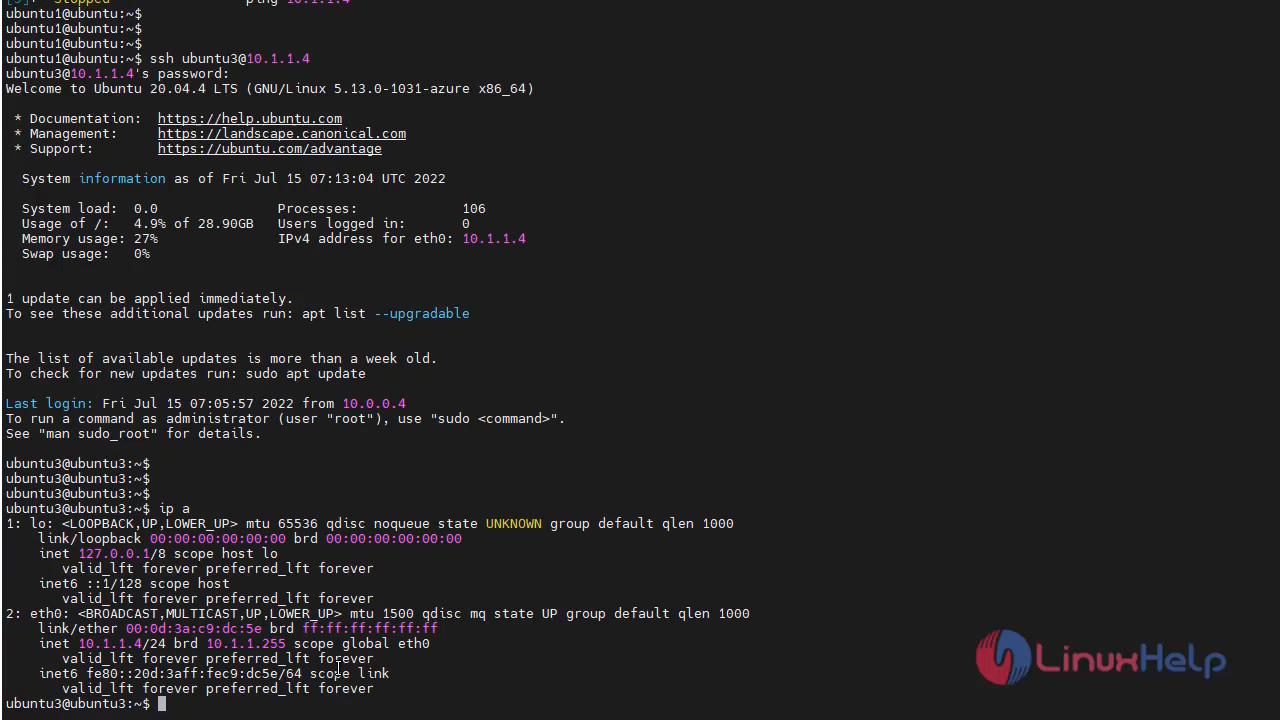 ping 10.1.1.4
ubuntu1@ubuntu:~$
ubuntu1@ubuntu:~$
ubuntu1@ubuntu:~$
ubuntu1@ubuntu:~$ ssh ubuntu3@10.1.1.4
ubuntu3@10.1.1.4's password:
Welcome to Ubuntu 20.04.4 LTS (GNU/Linux 5.13.0-1031-azure x86_64)
* Documentation:  https://help.ubuntu.com
* Management:     https://landscape.canonical.com
* Support:        https://ubuntu.com/advantage
System information as of Fri Jul 15 07:13:04 UTC 2022
System load:  0.0               Processes:             106
Usage of /:   4.9% of 28.90GB   Users logged in:       0
Memory usage: 27%               IPv4 address for eth0: 10.1.1.4
Swap usage:   0%
1 update can be applied immediately.
To see these additional updates run: apt list --upgradable
The list of available updates is more than a week old.
To check for new updates run: sudo apt update
Last login: Fri Jul 15 07:05:57 2022 from 10.0.0.4
To run a command as administrator (user "root"), use "sudo <command>".
See "man sudo_root" for details.
ubuntu3@ubuntu3:~$
ubuntu3@ubuntu3:~$
ubuntu3@ubuntu3:~$
ubuntu3@ubuntu3:~$ ip a
1: lo: <LOOPBACK,UP,LOWER_UP> mtu 65536 qdisc noqueue state UNKNOWN group default qlen 1000
link/loopback 00:00:00:00:00:00 brd 00:00:00:00:00:00
inet 127.0.0.1/8 scope host lo
valid_lft forever preferred_lft forever
inet6 ::1/128 scope host
valid_lft forever preferred_lft forever
2: eth0: <BROADCAST,MULTICAST,UP,LOWER_UP> mtu 1500 qdisc mq state UP group default qlen 1000
link/ether 00:0d:3a:c9:dc:5e brd ff:ff:ff:ff:ff:ff
inet 10.1.1.4/24 brd 10.1.1.255 scope global eth0
valid_lft forever preferred_lft forever
inet6 fe80::20d:3aff:fec9:dc5e/64 scope link
valid_lft forever preferred_lft forever
ubuntu3@ubuntu3:~$
LinuxHelp